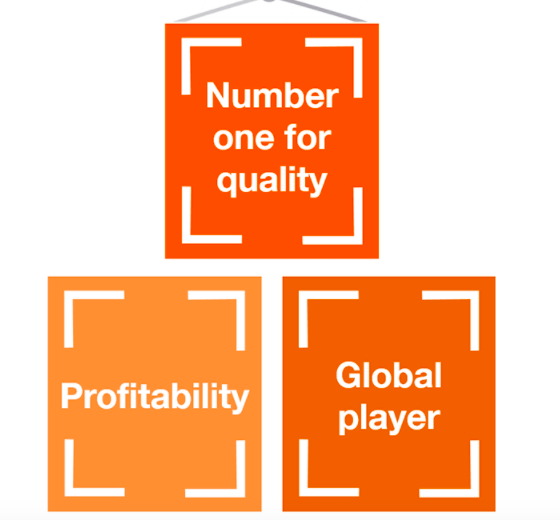 Number
one for
quality
Profitability
Global
player